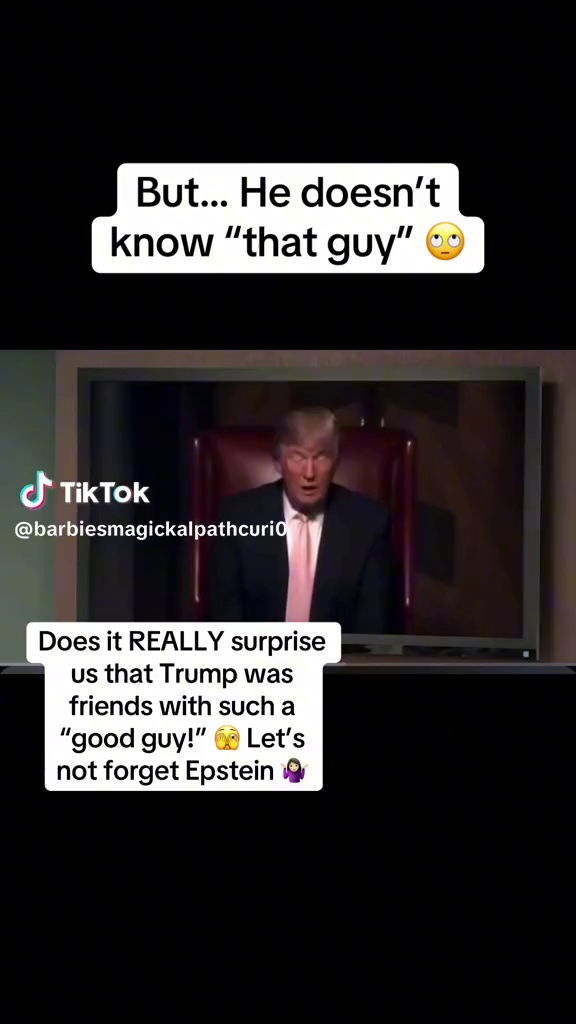 But... He doesn't
know “that guy” 🙄
TikTok
@barbiesmagickalpathcuri0
Does it REALLY surprise
us that Trump was
friends with such a
“good guy!” 🫣 Let's
not forget Epstein 🤷🏻‍♀️